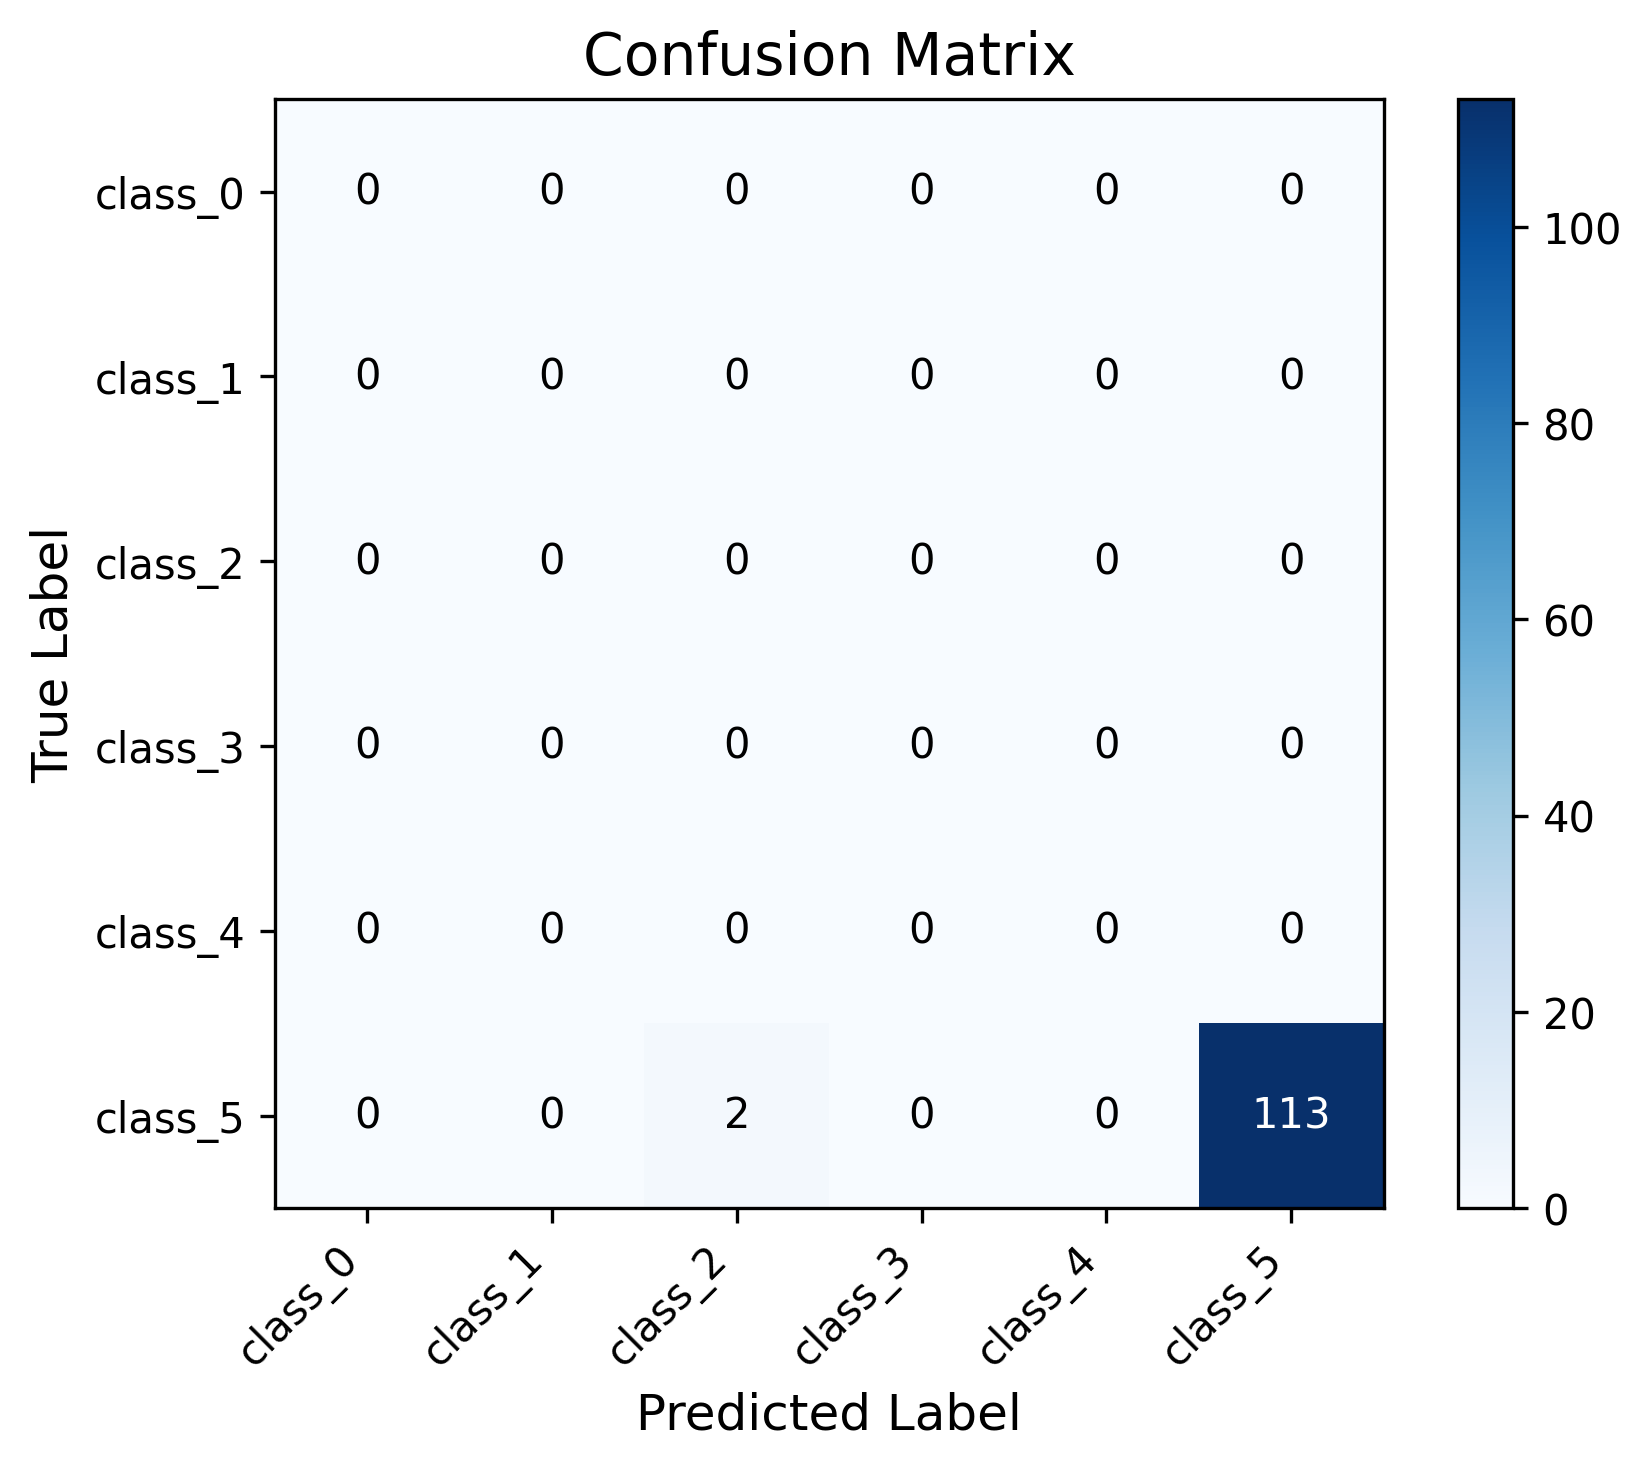 Confusion Matrix
class_0 0 0 0 0 0 0
class_1 0 0 0 0 0 0
class_2 0 0 0 0 0 0
class_3 0 0 0 0 0 0
class_4 0 0 0 0 0 0
class_5 0 0 2 0 0 113
class_0 class_1 class_2 class_3 class_4 class_5
Predicted Label
True Label
100
80
60
40
20
0